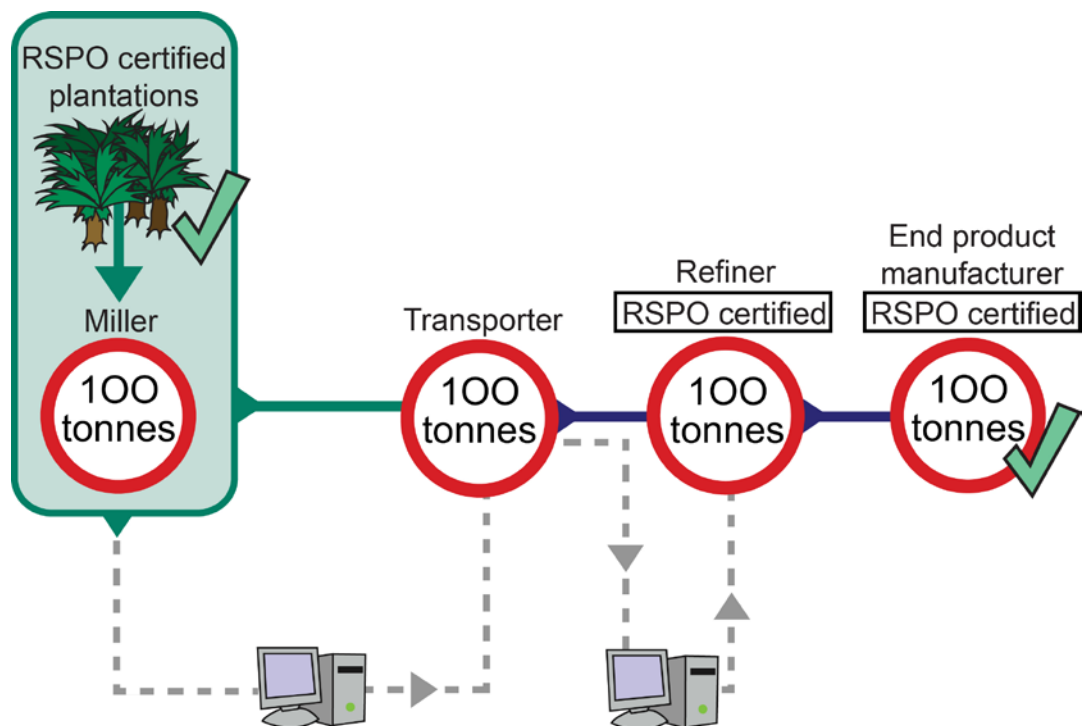 RSPO certified
plantations
Miller
100
tonnes
Transporter
100
tonnes
Refiner
RSPO certified
100
tonnes
End product
manufacturer
RSPO certified
100
tonnes